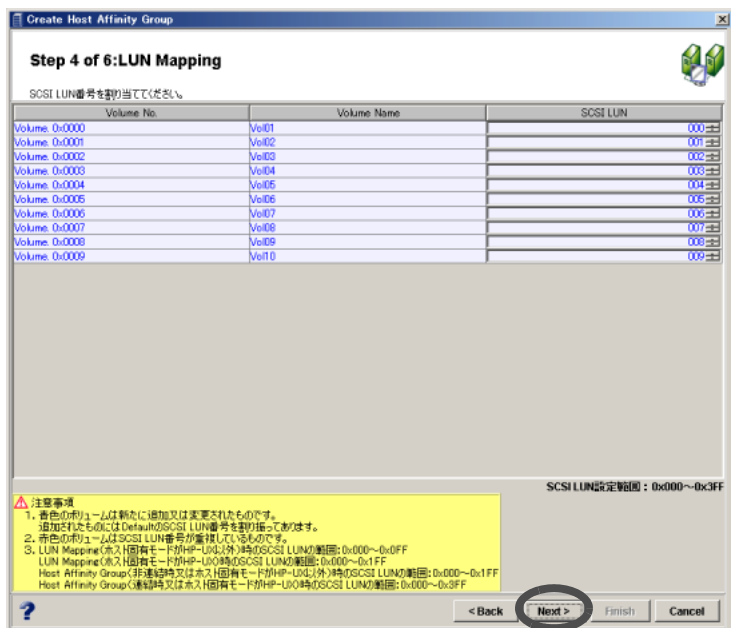 Create Host Affinity Group
Step 4 of 6:LUN Mapping
SCSI LUN番号を割り当ててください。
Volume No. Volume Name SCSI LUN
Volume. 0x0000 Vol01 000
Volume. 0x0001 Vol02 001
Volume. 0x0002 Vol03 002
Volume. 0x0003 Vol04 003
Volume. 0x0004 Vol05 004
Volume. 0x0005 Vol06 005
Volume. 0x0006 Vol07 006
Volume. 0x0007 Vol08 007
Volume. 0x0008 Vol09 008
Volume. 0x0009 Vol10 009
SCSI LUN設定範囲：0x000～0x3FF
注意事項
1. 青色のボリュームは新たに追加又は変更されたものです。
追加されたものにはDefaultのSCSI LUN番号を割り振ってあります。
2. 赤色のボリュームはSCSI LUN番号が重複しているものです。
3. LUN Mapping(ホスト固有モードがHP-UX以外)時のSCSI LUNの範囲:0x000～0x0FF
LUN Mapping(ホスト固有モードがHP-UX)時のSCSI LUNの範囲:0x000～0x1FF
Host Affinity Group(非連結時又はホスト固有モードがHP-UX以外)時のSCSI LUNの範囲:0x000～0x1FF
Host Affinity Group(連結時又はホスト固有モードがHP-UX)時のSCSI LUNの範囲:0x000～0x3FF
? < Back Next > Finish Cancel